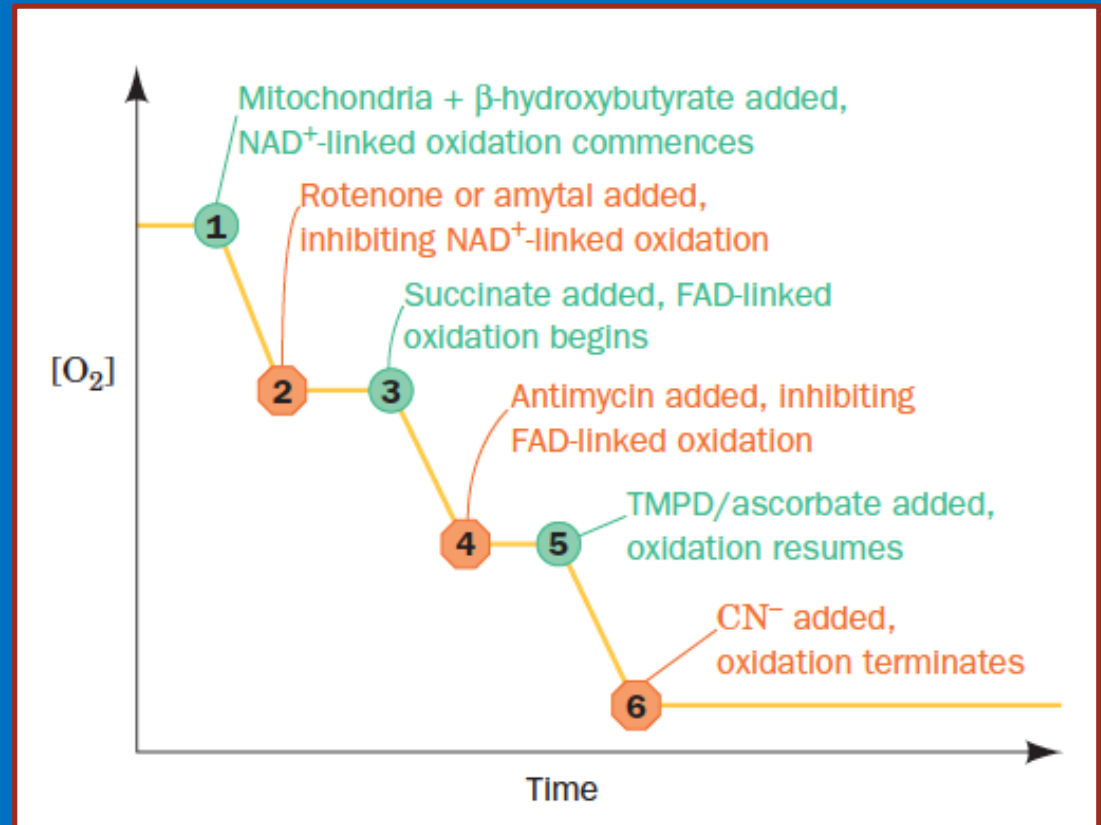 Mitochondria + β-hydroxybutyrate added,
NAD⁺-linked oxidation commences
Rotenone or amytal added,
inhibiting NAD⁺-linked oxidation
1
Succinate added, FAD-linked
oxidation begins
[O₂]
2
3
Antimycin added, inhibiting
FAD-linked oxidation
TMPD/ascorbate added,
oxidation resumes
4
5
CN⁻ added,
oxidation terminates
6
Time